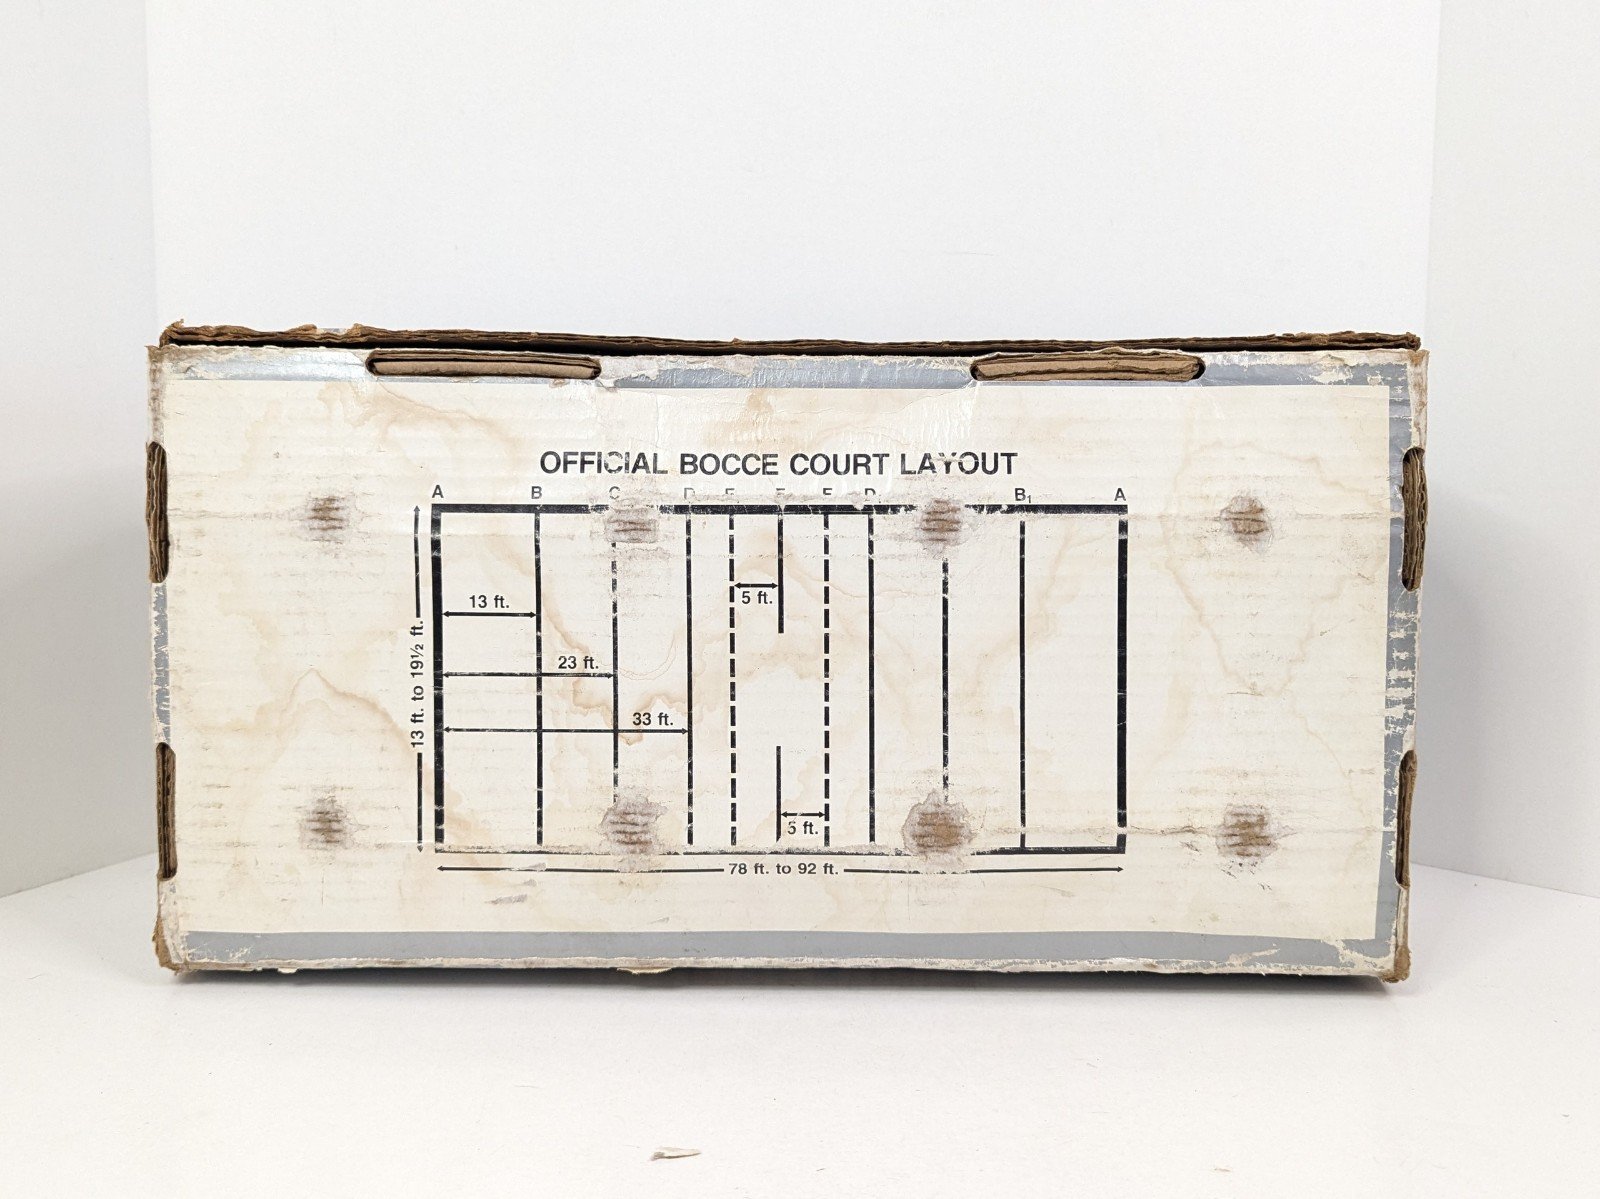 OFFICIAL BOCCE COURT LAYOUT
A B C D E F E D B₁ A
5 ft.
13 ft.
13 ft. to 19½ ft.
23 ft.
33 ft.
5 ft.
78 ft. to 92 ft.